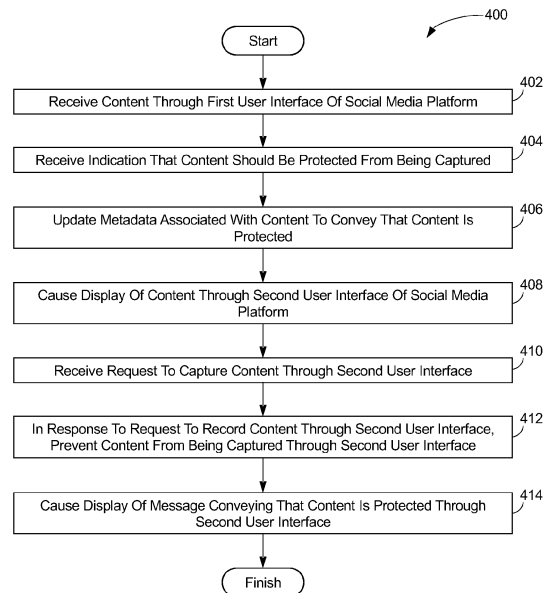 400
Start
402
Receive Content Through First User Interface Of Social Media Platform
404
Receive Indication That Content Should Be Protected From Being Captured
406
Update Metadata Associated With Content To Convey That Content Is
Protected
408
Cause Display Of Content Through Second User Interface Of Social Media
Platform
410
Receive Request To Capture Content Through Second User Interface
412
In Response To Request To Record Content Through Second User Interface,
Prevent Content From Being Captured Through Second User Interface
414
Cause Display Of Message Conveying That Content Is Protected Through
Second User Interface
Finish